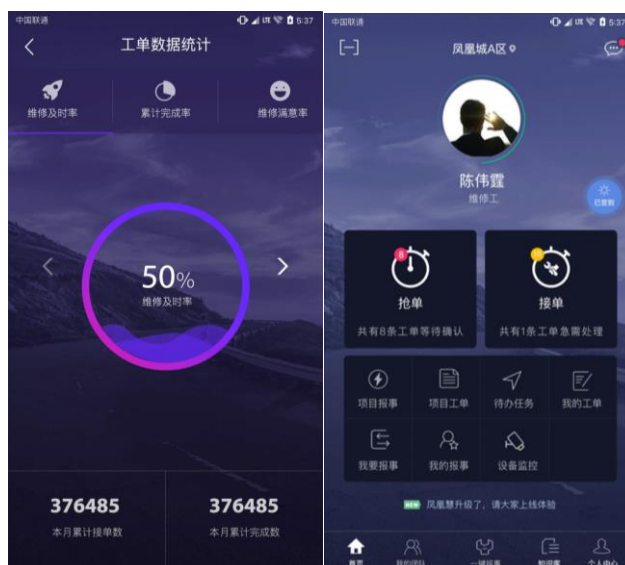 中国联通
5:37
工单数据统计
维修及时率
累计完成率
维修满意率
50%
维修及时率
376485
376485
本月累计接单数
本月累计完成数
中国联通
5:37
凤凰城A区
陈伟霆
维修工
已签到
8
抢单
接单
共有8条工单等待确认
共有1条工单急需处理
项目报事
项目工单
待办任务
我的工单
我要报事
我的报事
设备监控
NEW 凤凰慧升级了，请大家上线体验
首页
我的团队
一键报事
知识库
个人中心